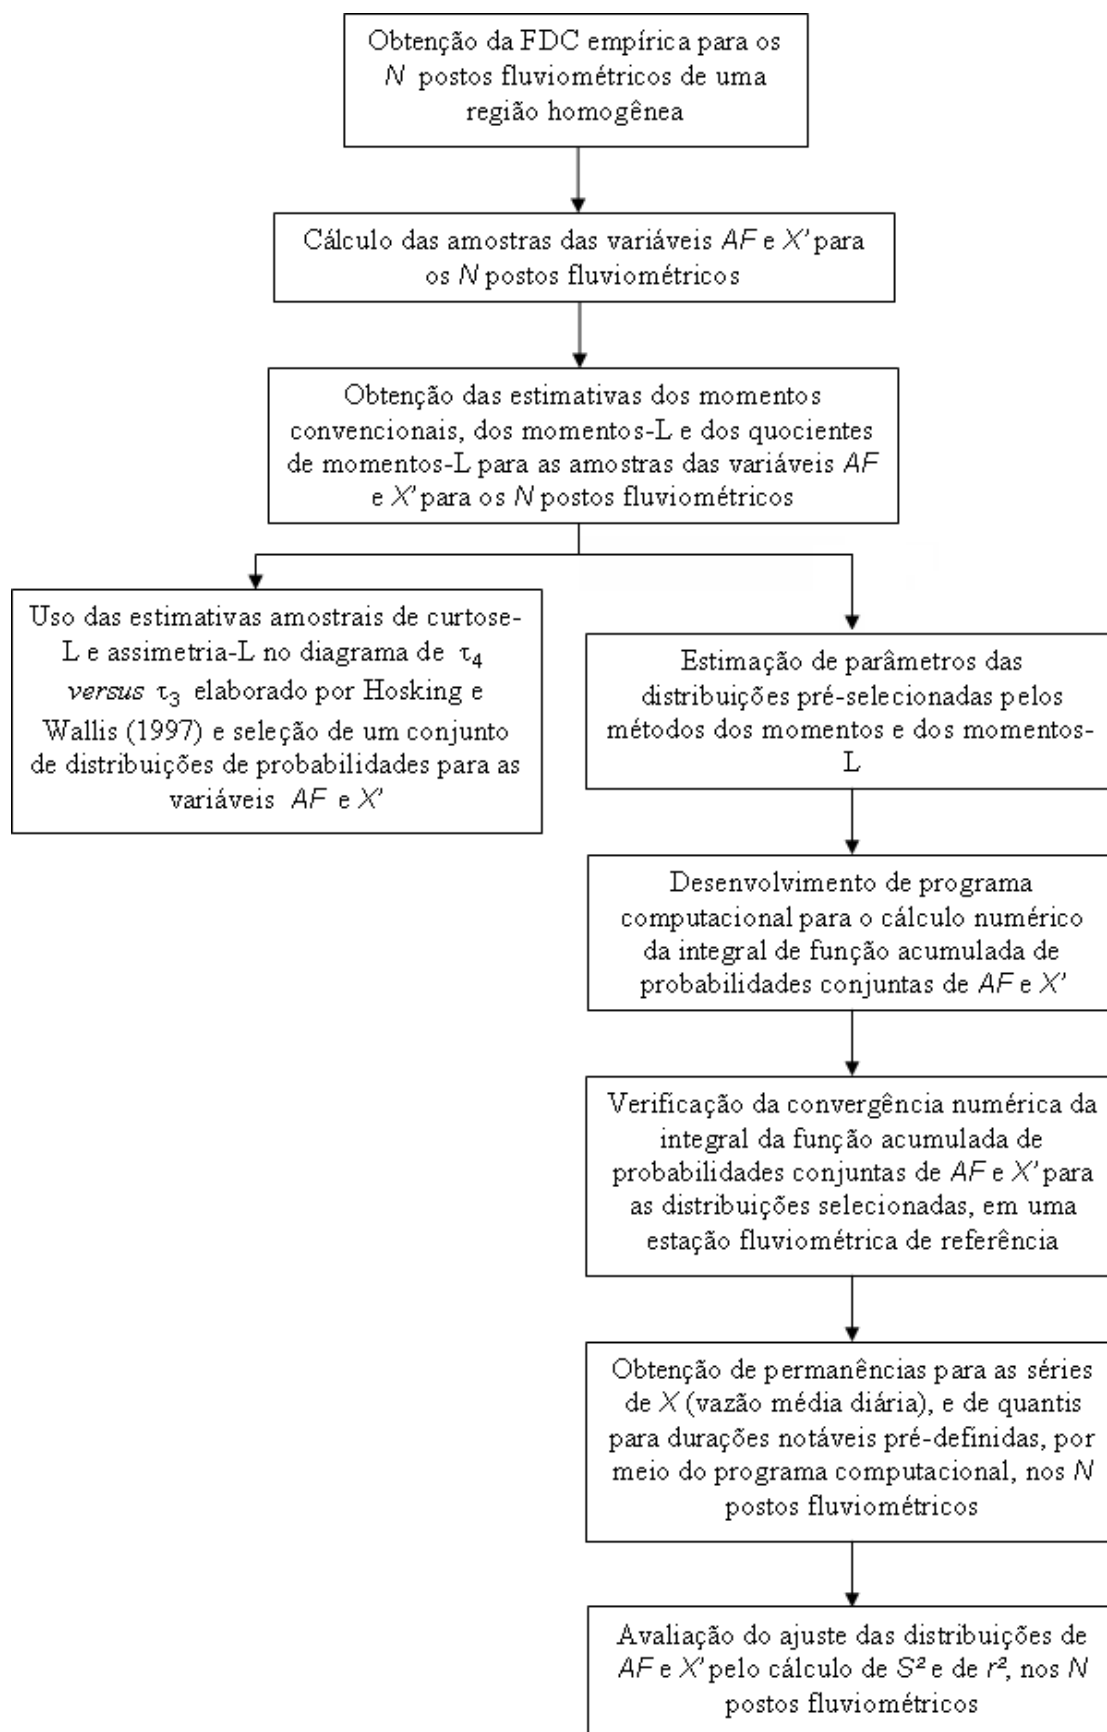 Obtenção da FDC empírica para os
N postos fluviométricos de uma
região homogênea
Cálculo das amostras das variáveis AF e X' para
os N postos fluviométricos
Obtenção das estimativas dos momentos
convencionais, dos momentos-L e dos quocientes
de momentos-L para as amostras das variáveis AF
e X' para os N postos fluviométricos
Uso das estimativas amostrais de curtose-
L e assimetria-L no diagrama de τ₄
versus τ₃ elaborado por Hosking e
Wallis (1997) e seleção de um conjunto
de distribuições de probabilidades para as
variáveis AF e X'
Estimação de parâmetros das
distribuições pré-selecionadas pelos
métodos dos momentos e dos momentos-
L
Desenvolvimento de programa
computacional para o cálculo numérico
da integral de função acumulada de
probabilidades conjuntas de AF e X'
Verificação da convergência numérica da
integral da função acumulada de
probabilidades conjuntas de AF e X' para
as distribuições selecionadas, em uma
estação fluviométrica de referência
Obtenção de permanências para as séries
de X (vazão média diária), e de quantis
para durações notáveis pré-definidas, por
meio do programa computacional, nos N
postos fluviométricos
Avaliação do ajuste das distribuições de
AF e X' pelo cálculo de S² e de r², nos N
postos fluviométricos